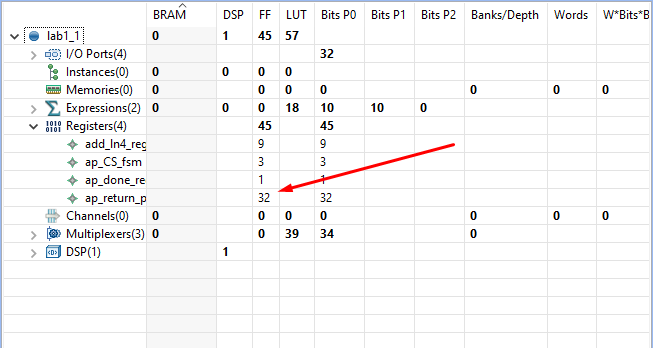 BRAM DSP FF LUT Bits P0 Bits P1 Bits P2 Banks/Depth Words W*Bits*B
lab1_1 0 1 45 57
I/O Ports(4) 32
Instances(0) 0 0 0 0
Memories(0) 0 0 0 0 0 0 0
Expressions(2) 0 0 0 18 10 10 0
Registers(4) 45 45
add_ln4_reg 9 9
ap_CS_fsm 3 3
ap_done_re 1 1
ap_return_p 32 32
Channels(0) 0 0 0 0 0 0 0
Multiplexers(3) 0 0 39 34 0
DSP(1) 1